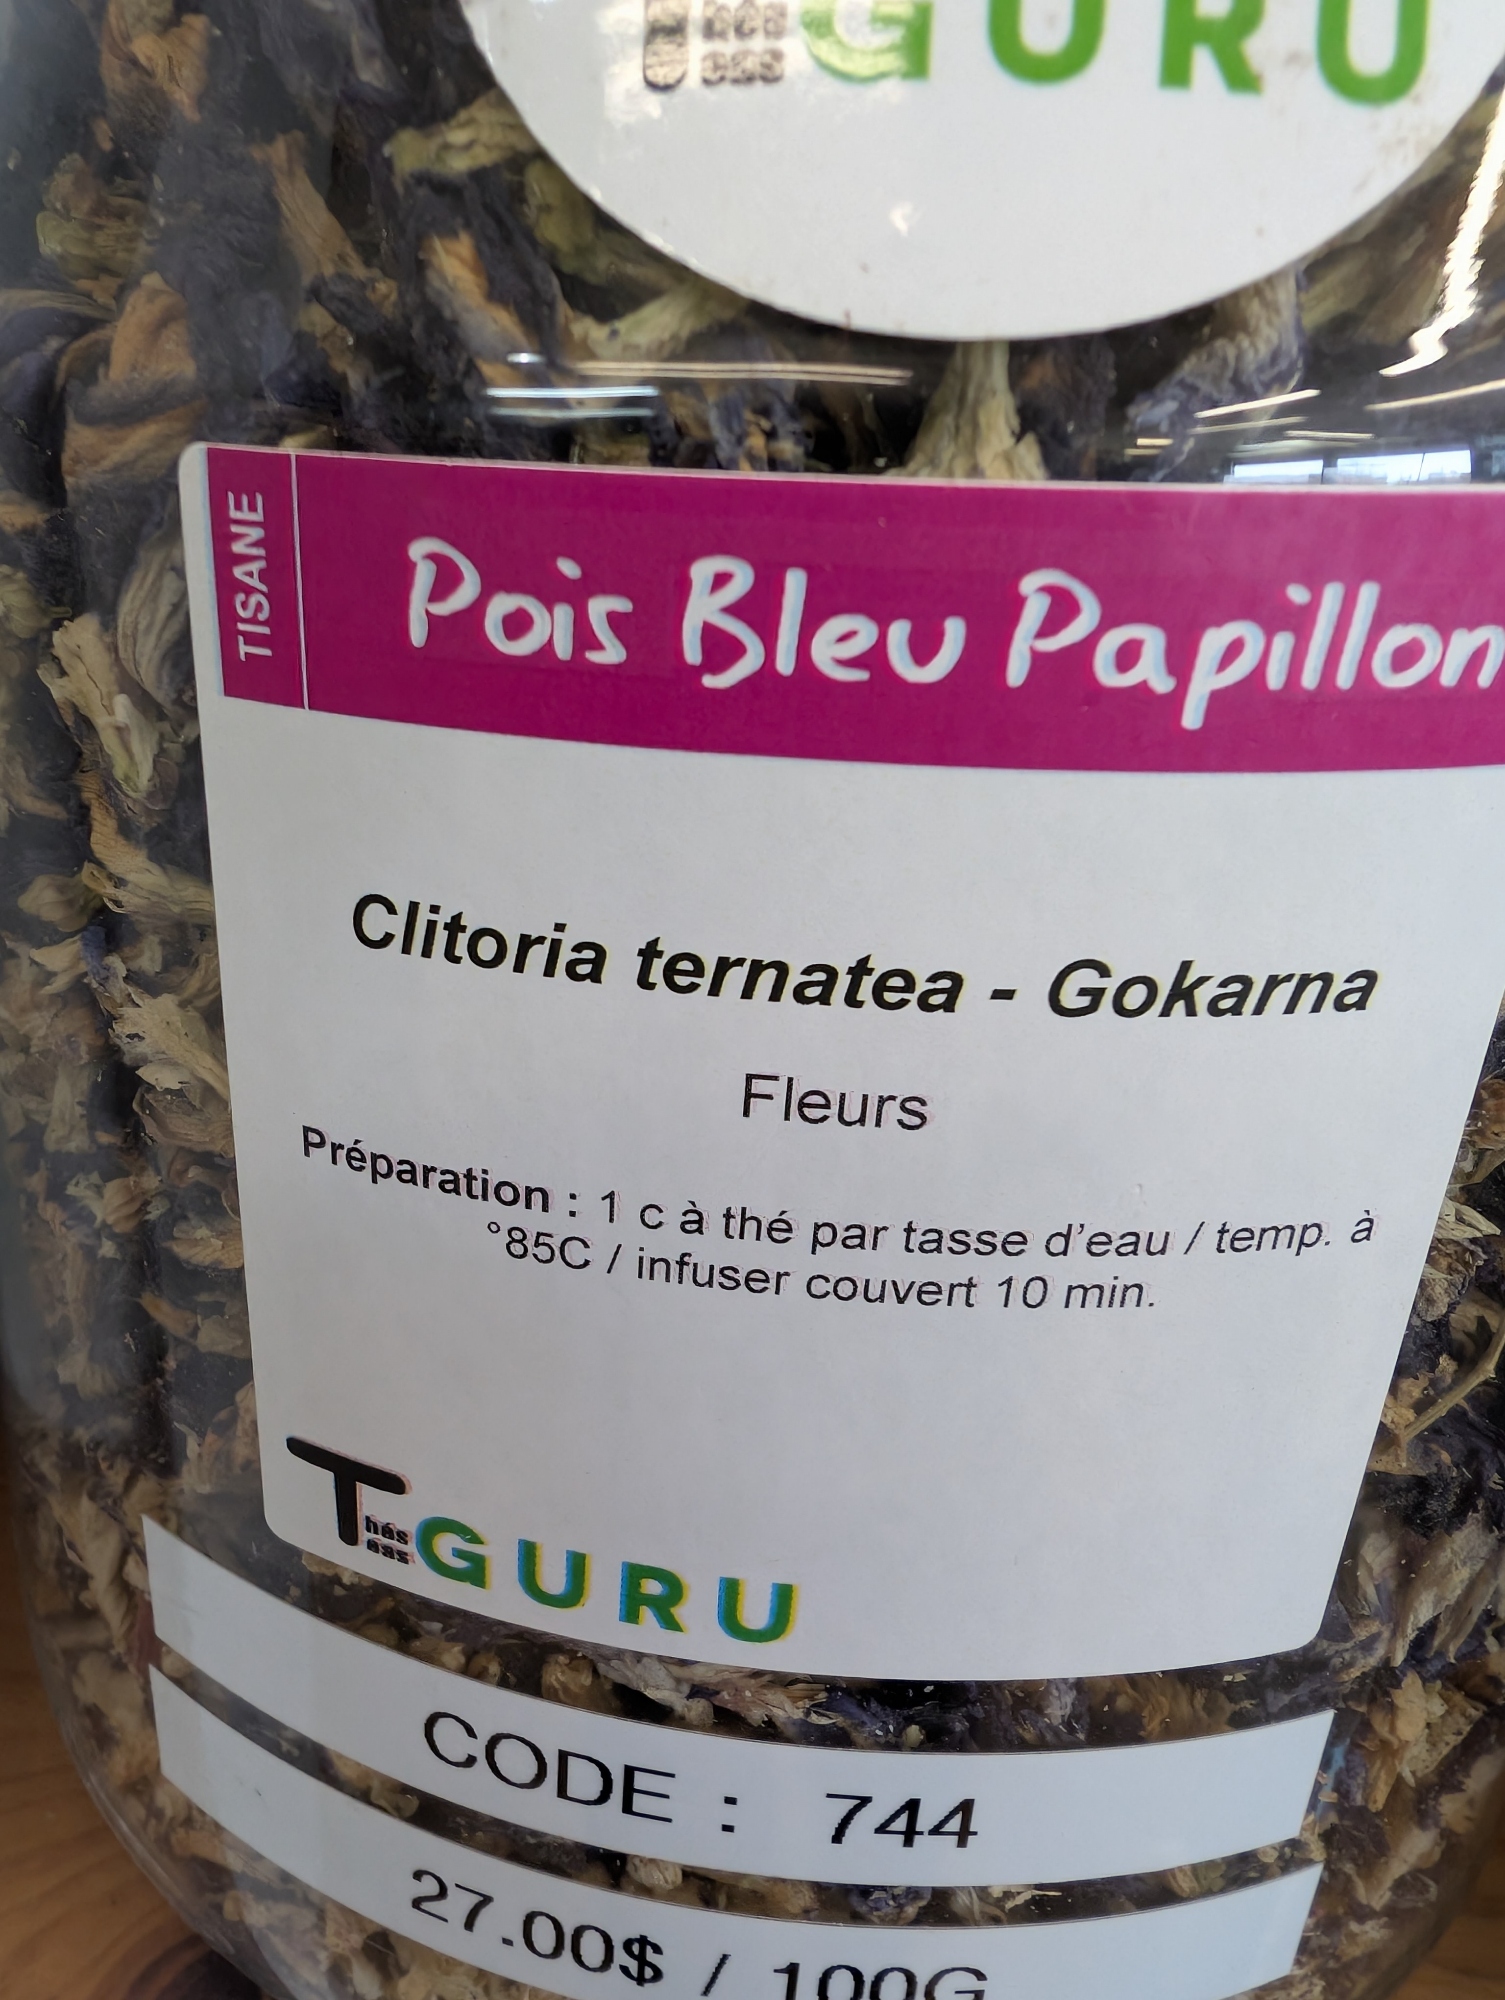 GURU
TISANE
Pois Bleu Papillon
Clitoria ternatea - Gokarna
Fleurs
Préparation : 1 c à thé par tasse d'eau / temp. à
°85C / infuser couvert 10 min.
T GURU
CODE : 744
27.00$ / 100G